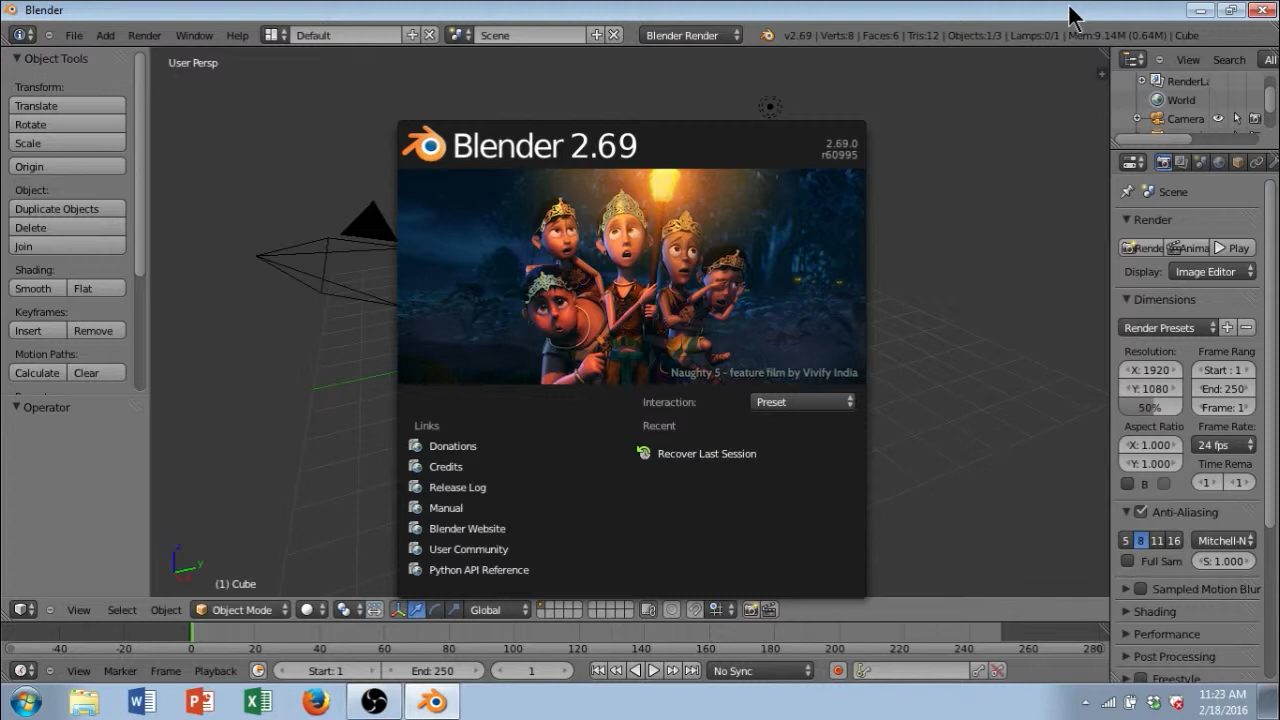 Blender
File Add Render Window Help Default Scene Blender Render v2.69 | Verts:8 | Faces:6 | Tris:12 | Objects:1/3 | Lamps:0/1 | Mem:9.14M (0.64M) | Cube
Object Tools
Transform:
Translate
Rotate
Scale
Origin
Object:
Duplicate Objects
Delete
Join
Shading:
Smooth Flat
Keyframes:
Insert Remove
Motion Paths:
Calculate Clear
Operator
User Persp
Blender 2.69
2.69.0
r60995
Naughty 5 - feature film by Vivify India
Interaction: Preset
Links
Donations
Credits
Release Log
Manual
Blender Website
User Community
Python API Reference
Recent
Recover Last Session
z
y
(1) Cube
View Search All
RenderLa
World
Camera
Scene
Render
Rende Anima Play
Display: Image Editor
Dimensions
Render Presets
Resolution: Frame Rang
X: 1920 Start: 1
Y: 1080 End: 250
50% Frame: 1
Aspect Ratio Frame Rate:
X: 1.000 24 fps
Y: 1.000 Time Rema
B 1 1
Anti-Aliasing
5 8 11 16 Mitchell-N
Full Sam S: 1.000
Sampled Motion Blur
Shading
Performance
Post Processing
Freestyle
View Select Object Object Mode Global
-40 -20 0 20 40 60 80 100 120 140 160 180 200 220 240 260 280
View Marker Frame Playback Start: 1 End: 250 1 No Sync
11:23 AM
2/18/2016